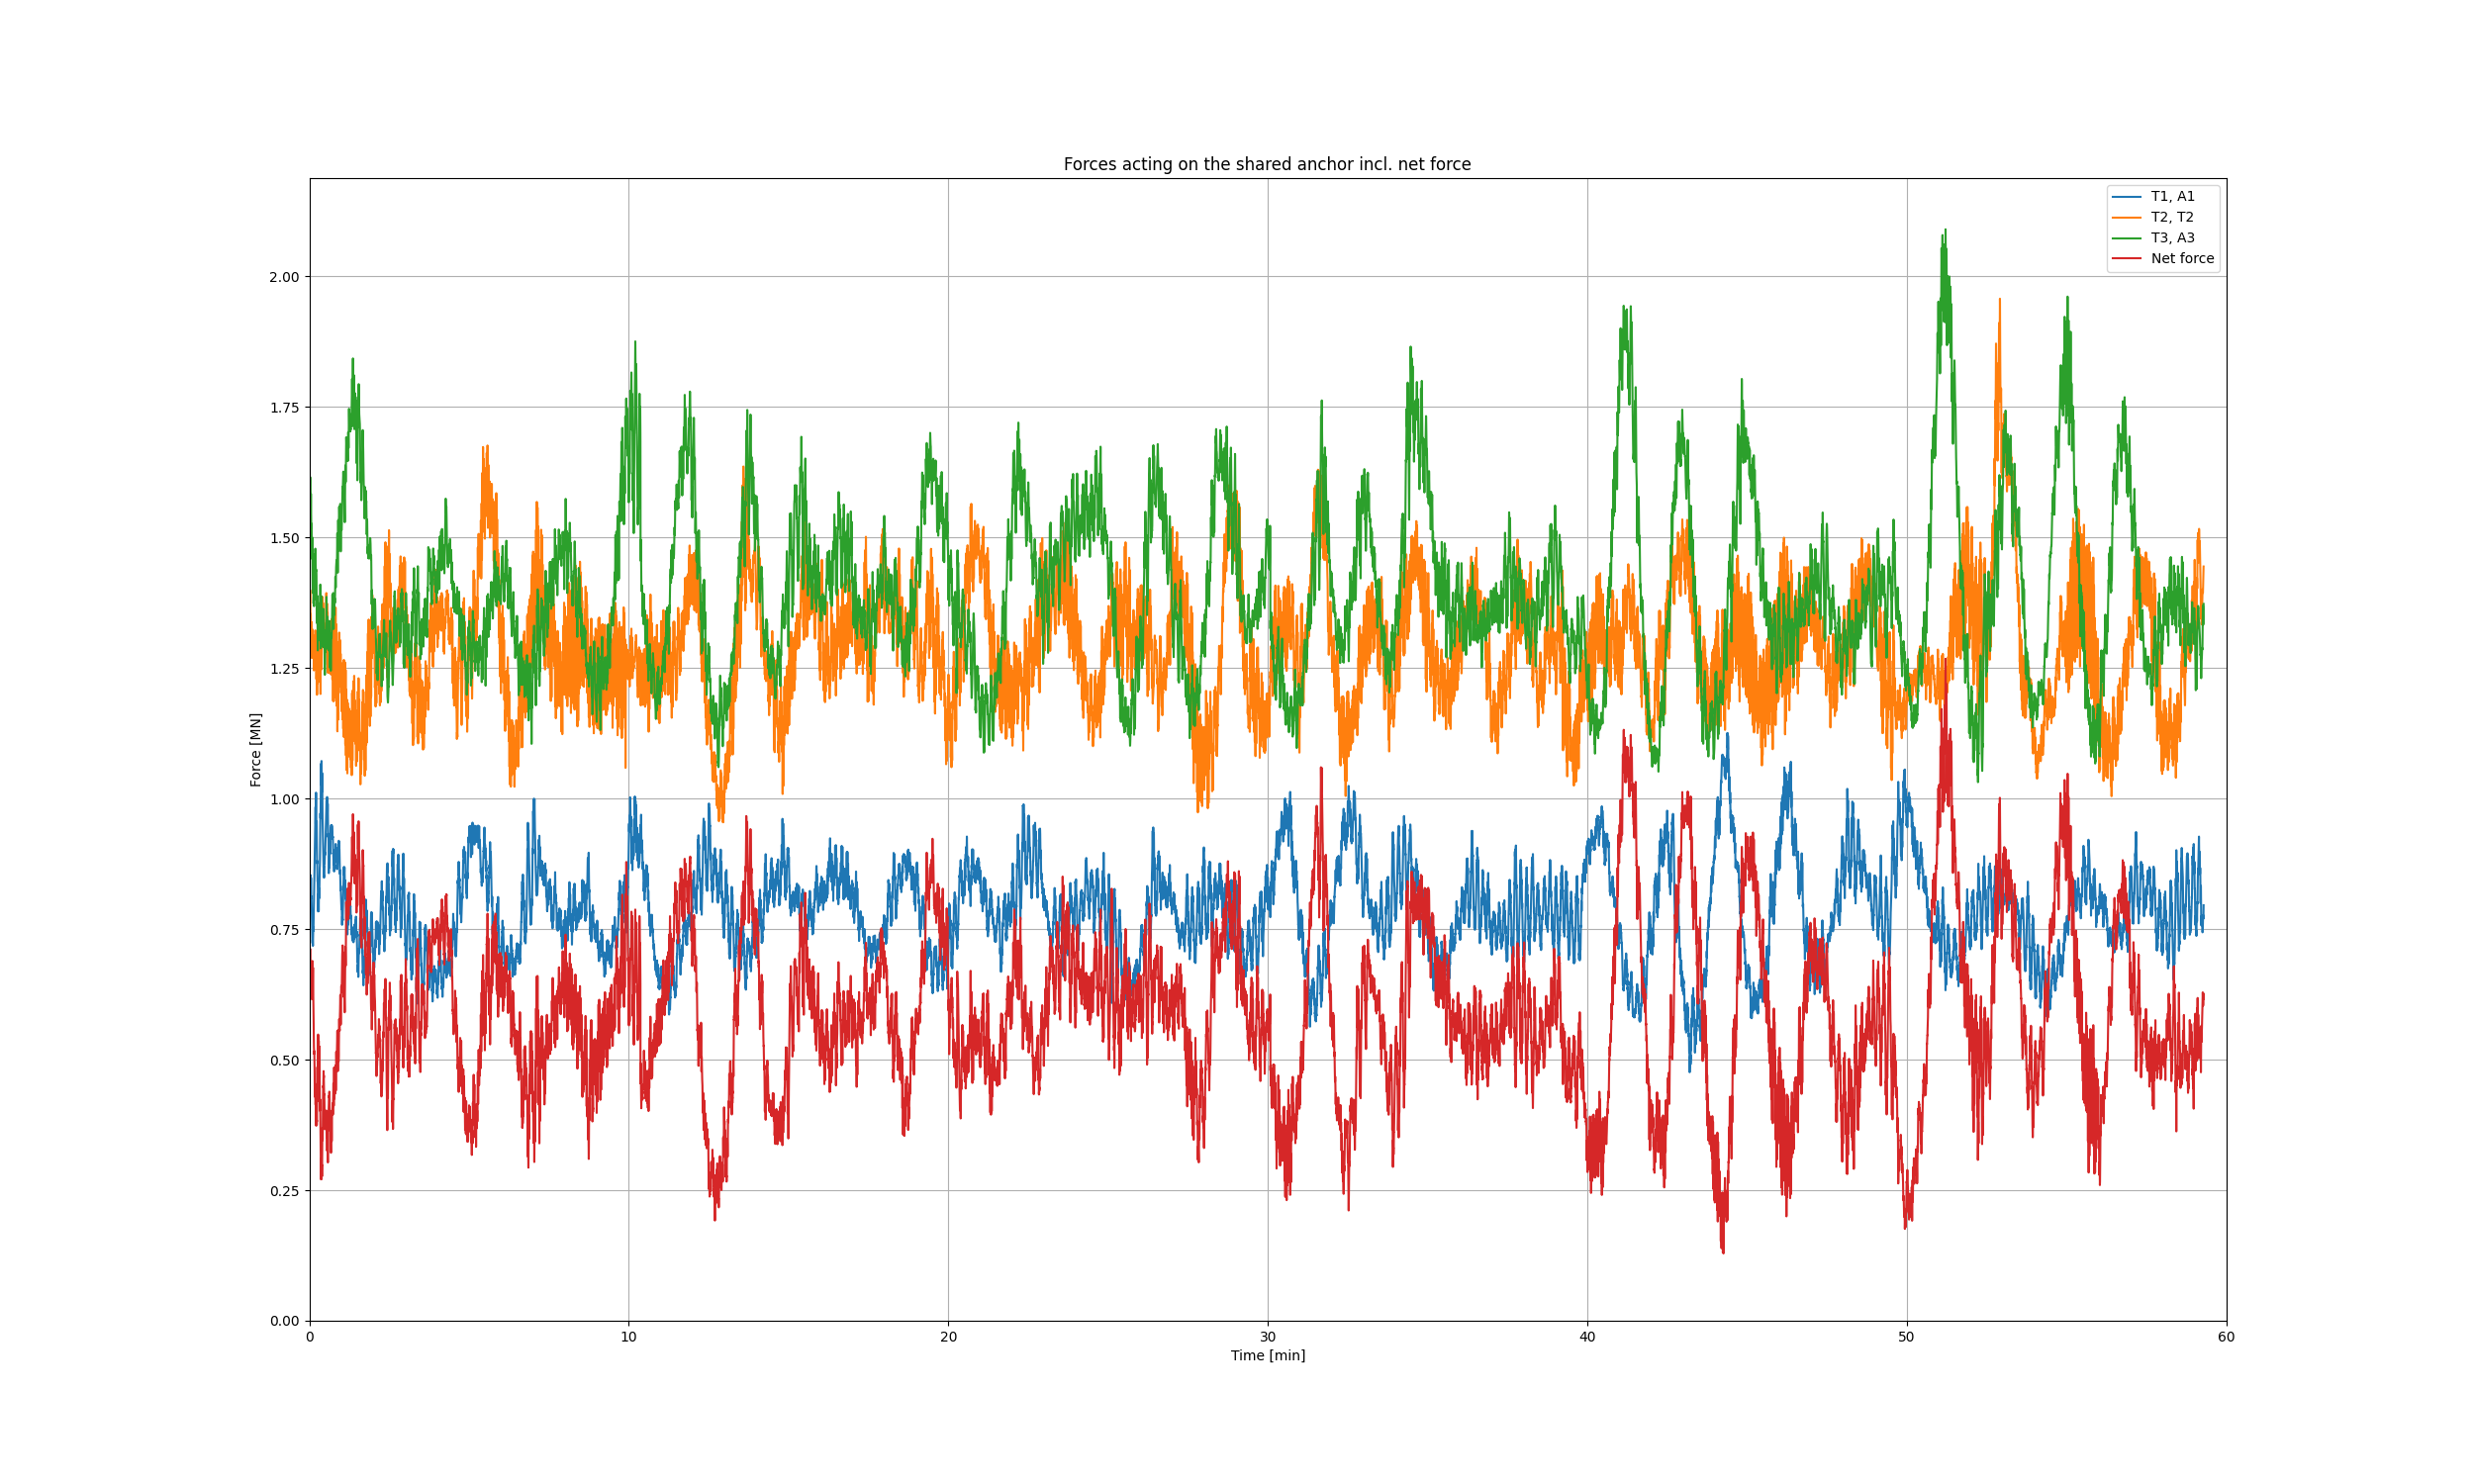 Forces acting on the shared anchor incl. net force
T1, A1
T2, T2
T3, A3
Net force
Force [MN]
2.00
1.75
1.50
1.25
1.00
0.75
0.50
0.25
0.00
0 10 20 30 40 50 60
Time [min]